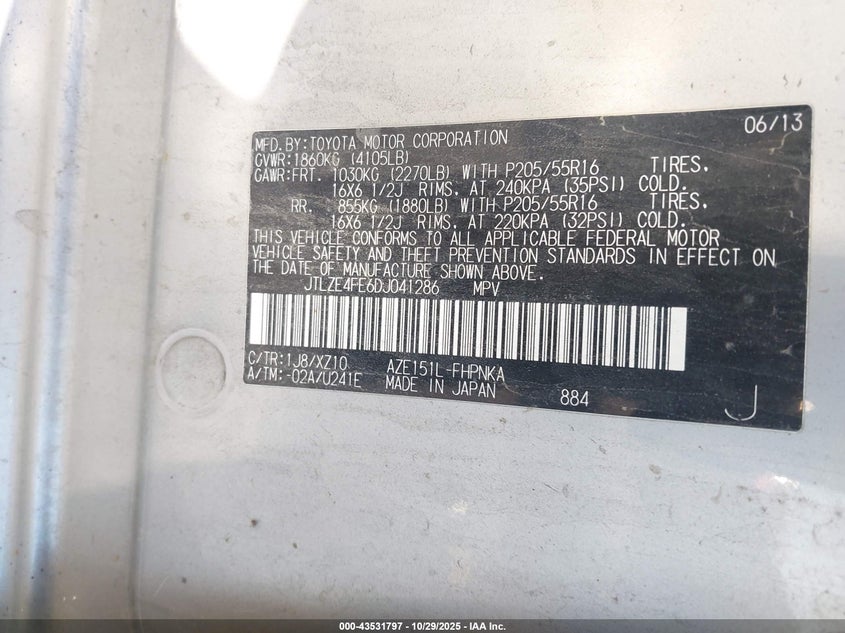 06/13
MFD.BY:TOYOTA MOTOR CORPORATION
GVWR:1860KG (4105LB)
GAWR:FRT. 1030KG (2270LB) WITH P205/55R16 TIRES,
16X6 1/2J RIMS, AT 240KPA (35PSI) COLD.
RR. 855KG (1880LB) WITH P205/55R16 TIRES,
16X6 1/2J RIMS, AT 220KPA (32PSI) COLD.
THIS VEHICLE CONFORMS TO ALL APPLICABLE FEDERAL MOTOR
VEHICLE SAFETY AND THEFT PREVENTION STANDARDS IN EFFECT ON
THE DATE OF MANUFACTURE SHOWN ABOVE.
JTLZE4FE6DJ041286 MPV
C/TR:1J8/XZ10 AZE151L-FHPNKA
A/TM:-02A/U241E MADE IN JAPAN 884 J
000-43531797 - 10/29/2025 - IAA Inc.